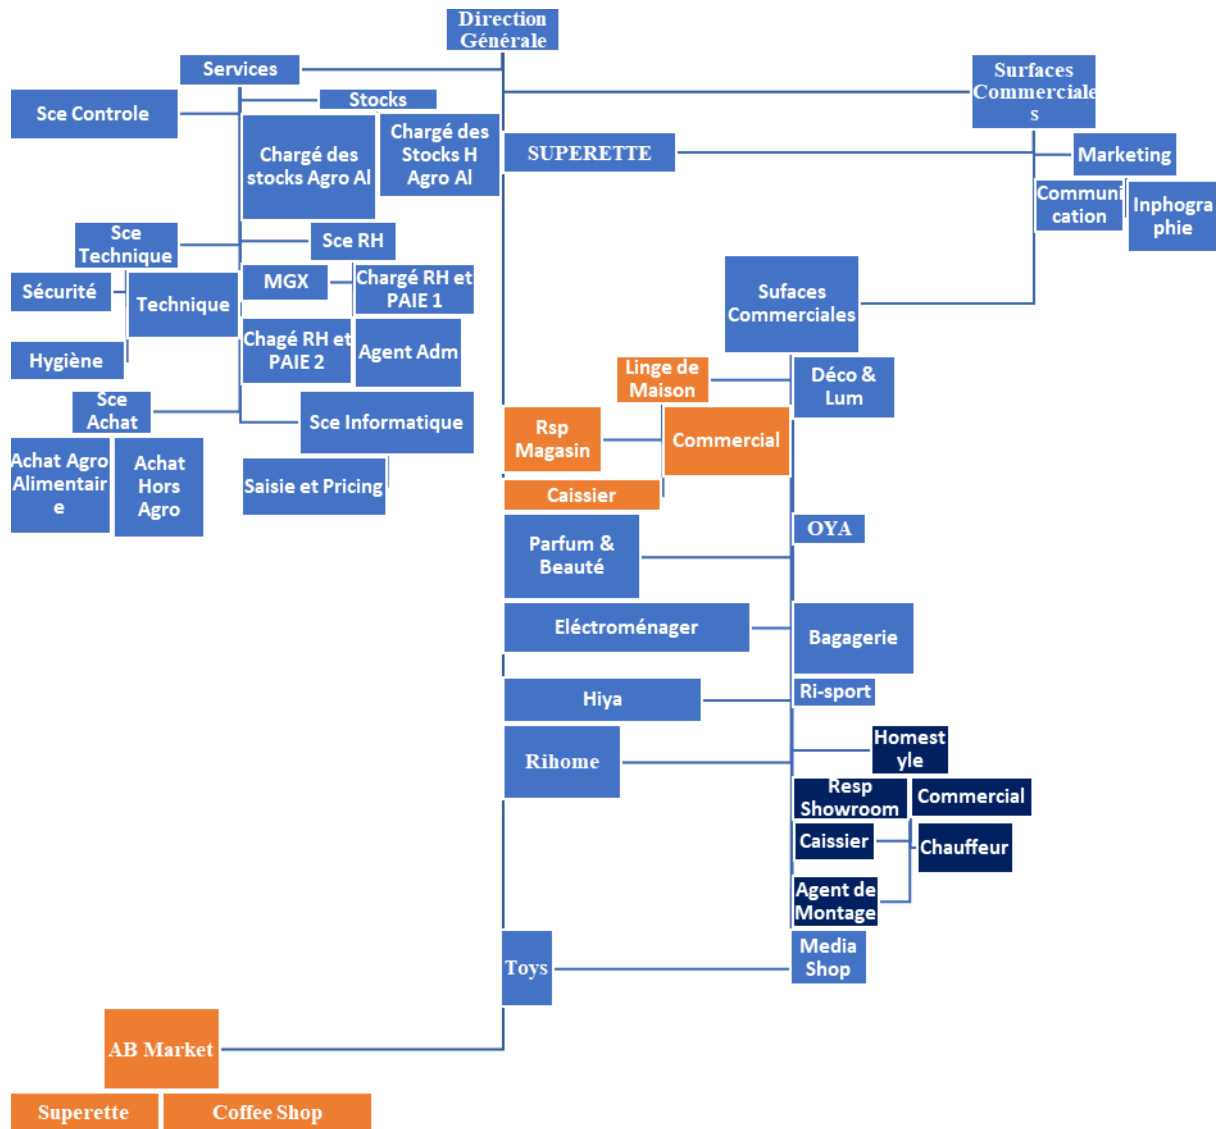 Direction
Générale
Services
Surfaces
Commerciale
s
Sce Controle
Stocks
Chargé des
stocks Agro Al
Chargé des
Stocks H
Agro Al
SUPERETTE
Marketing
Communi
cation
Inphogra
phie
Sce
Technique
Sce RH
Sécurité
Technique
MGX
Chargé RH et
PAIE 1
Hygiène
Chagé RH et
PAIE 2
Agent Adm
Sufaces
Commerciales
Linge de
Maison
Déco &
Lum
Sce
Achat
Sce Informatique
Rsp
Magasin
Commercial
Achat Agro
Alimentair
e
Achat
Hors
Agro
Saisie et Pricing
Caissier
Parfum &
Beauté
OYA
Eléctroménager
Bagagerie
Hiya
Ri-sport
Rihome
Homest
yle
Resp
Showroom
Commercial
Caissier
Chauffeur
Agent de
Montage
Toys
Media
Shop
AB Market
Superette
Coffee Shop